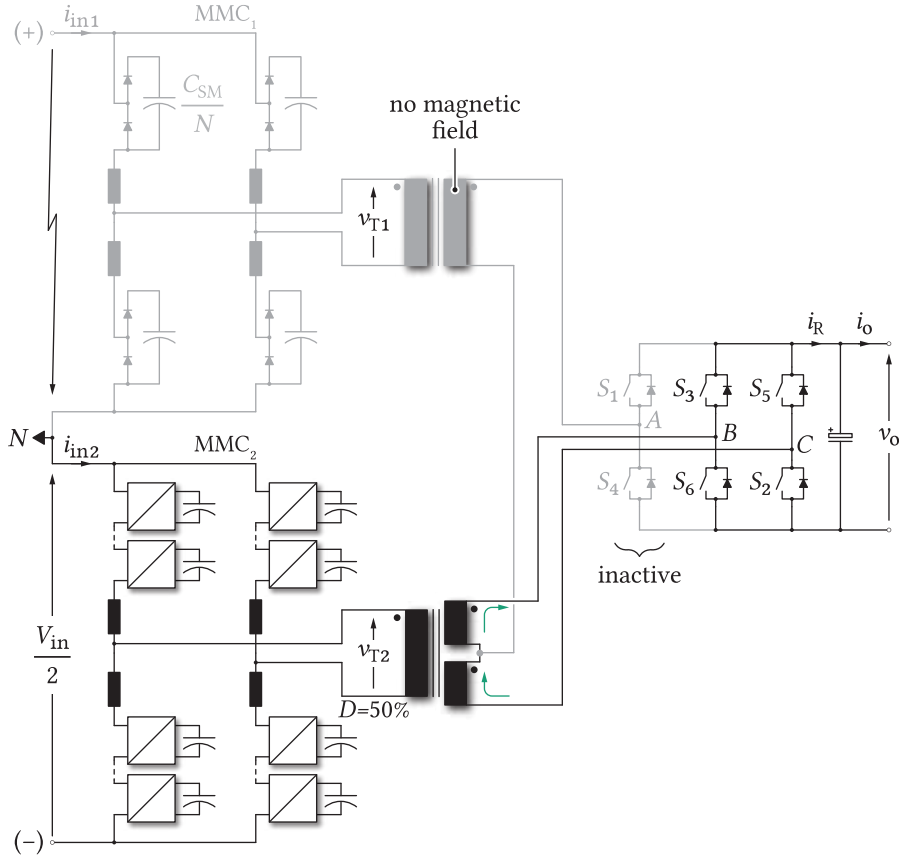 i_in1
MMC_1
(+)
C_SM
N
no magnetic
field
v_T1
i_R
i_o
S_1
S_3
S_5
A
B
C
v_o
N
i_in2
MMC_2
S_4
S_6
S_2
inactive
V_in
2
v_T2
D=50%
(−)